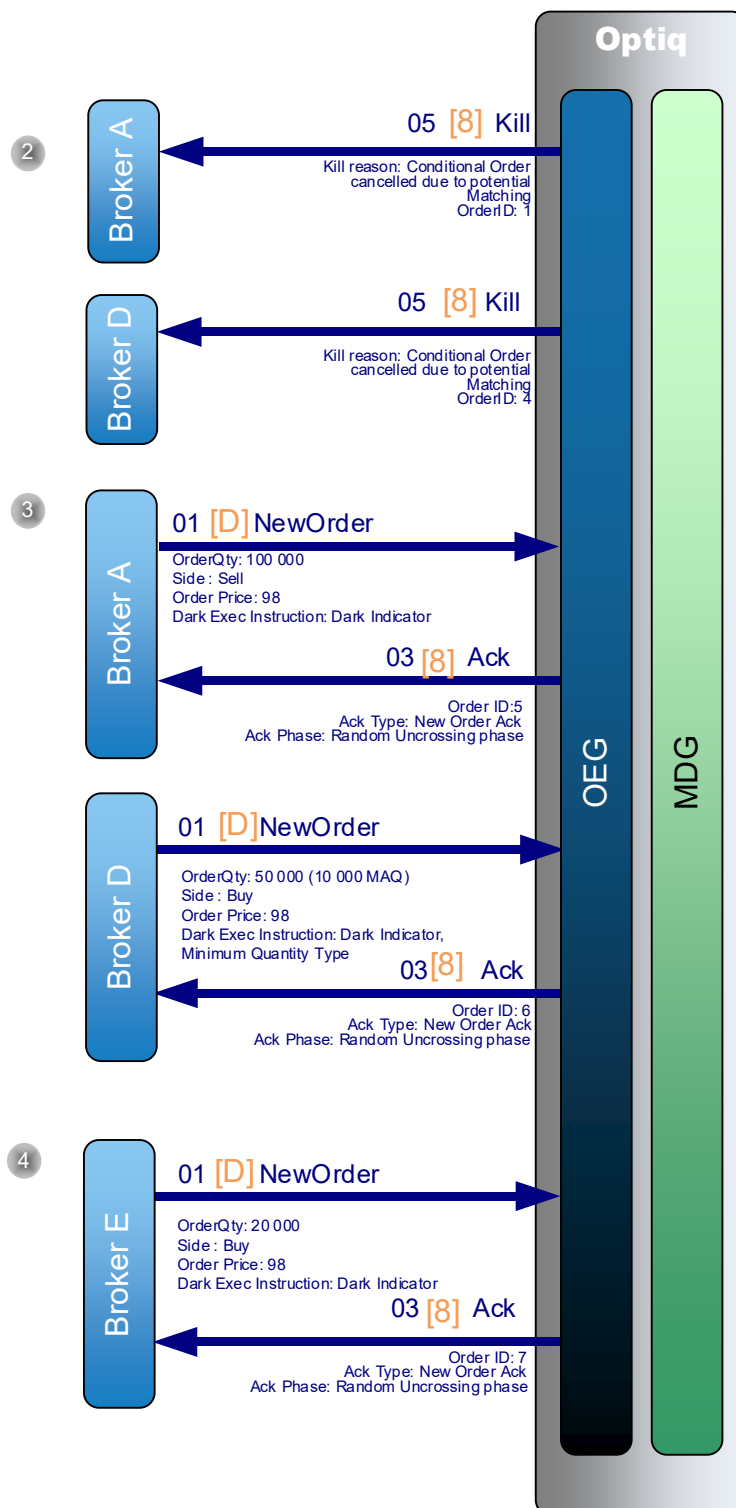 Optiq
2
Broker A
05 [8] Kill
Kill reason: Conditional Order
cancelled due to potential
Matching
OrderID: 1
Broker D
05 [8] Kill
Kill reason: Conditional Order
cancelled due to potential
Matching
OrderID: 4
3
Broker A
01 [D] NewOrder
OrderQty: 100 000
Side : Sell
Order Price: 98
Dark Exec Instruction: Dark Indicator
03 [8] Ack
Order ID:5
Ack Type: New Order Ack
Ack Phase: Random Uncrossing phase
OEG
MDG
Broker D
01 [D] NewOrder
OrderQty: 50 000 (10 000 MAQ)
Side : Buy
Order Price: 98
Dark Exec Instruction: Dark Indicator,
Minimum Quantity Type
03 [8] Ack
Order ID: 6
Ack Type: New Order Ack
Ack Phase: Random Uncrossing phase
4
Broker E
01 [D] NewOrder
OrderQty: 20 000
Side : Buy
Order Price: 98
Dark Exec Instruction: Dark Indicator
03 [8] Ack
Order ID: 7
Ack Type: New Order Ack
Ack Phase: Random Uncrossing phase